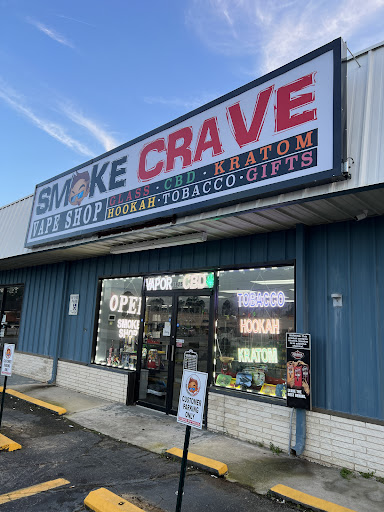 SMOKE CRAVE
VAPE SHOP
GLASS · CBD · KRATOM
HOOKAH · TOBACCO · GIFTS
VAPOR CBD
OPEN
SMOKE
SHOP
TOBACCO
HOOKAH
KRATOM
CUSTOMER
PARKING
ONLY